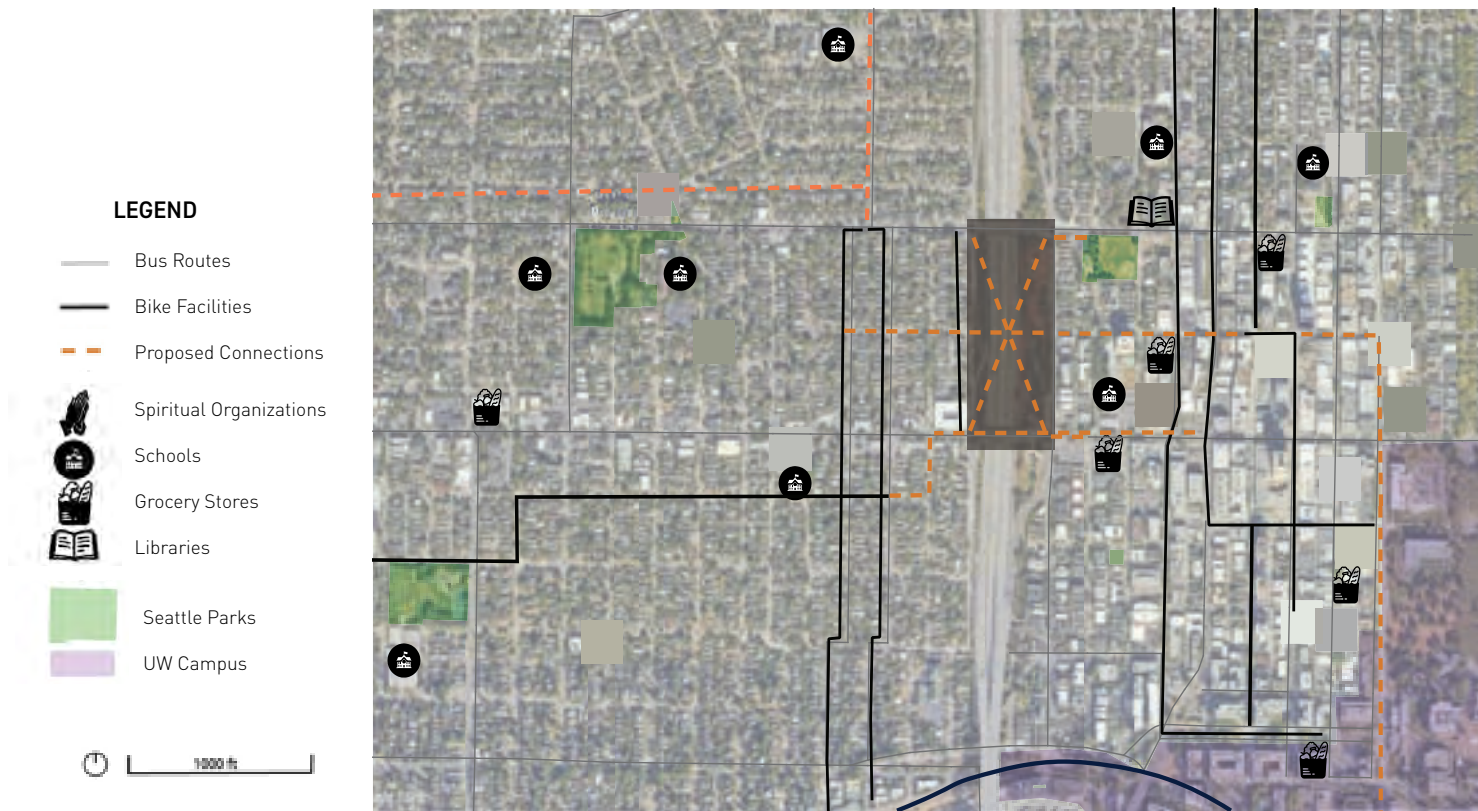 LEGEND
Bus Routes
Bike Facilities
Proposed Connections
Spiritual Organizations
Schools
Grocery Stores
Libraries
Seattle Parks
UW Campus
1000 ft